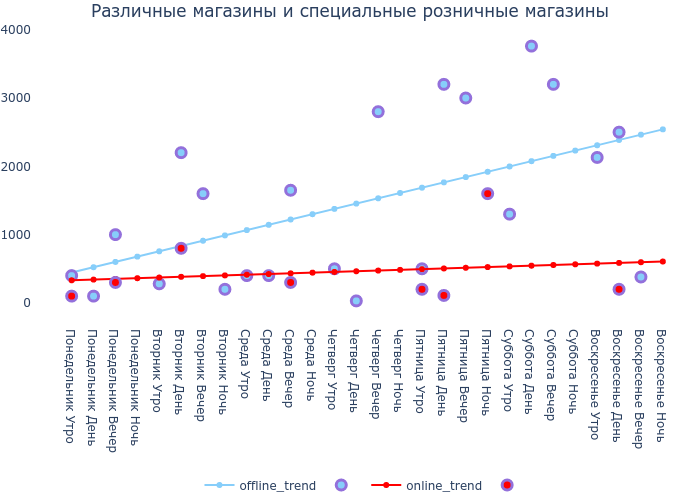 Различные магазины и специальные розничные магазины
4000
3000
2000
1000
0
Понедельник Утро
Понедельник День
Понедельник Вечер
Понедельник Ночь
Вторник Утро
Вторник День
Вторник Вечер
Вторник Ночь
Среда Утро
Среда День
Среда Вечер
Среда Ночь
Четверг Утро
Четверг День
Четверг Вечер
Четверг Ночь
Пятница Утро
Пятница День
Пятница Вечер
Пятница Ночь
Суббота Утро
Суббота День
Суббота Вечер
Суббота Ночь
Воскресенье Утро
Воскресенье День
Воскресенье Вечер
Воскресенье Ночь
offline_trend online_trend